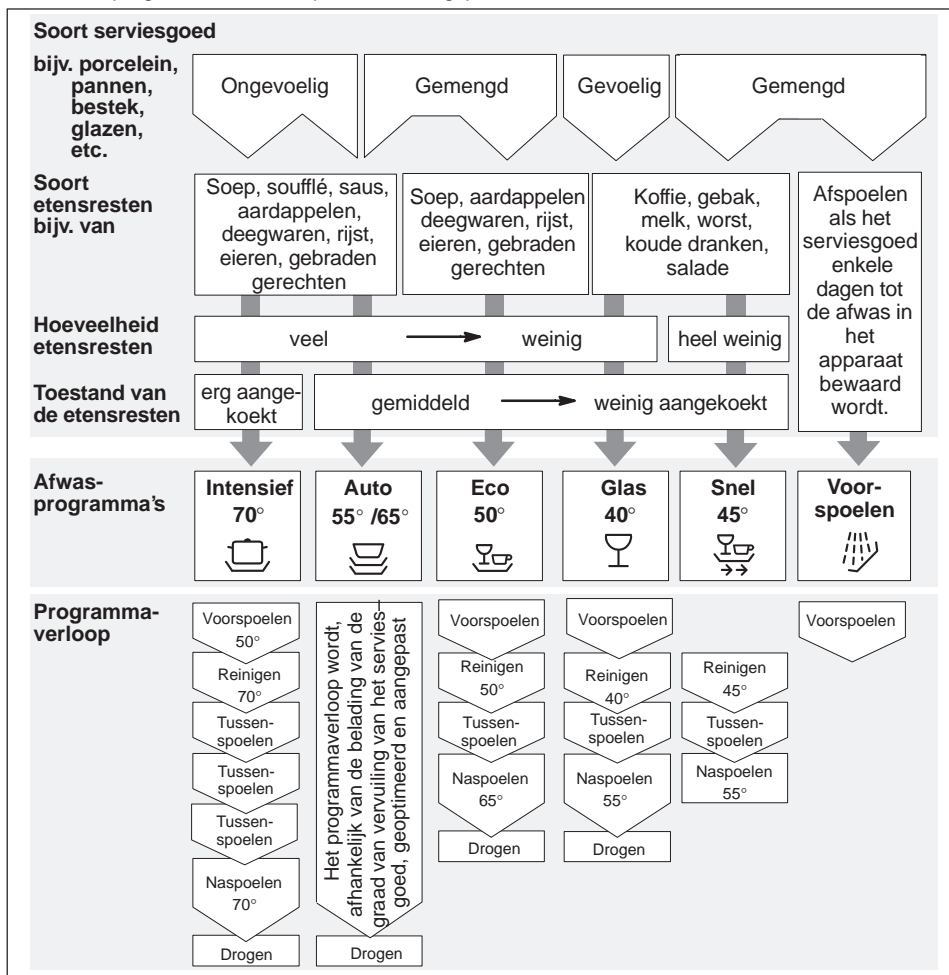 Soort serviesgoed
bijv. porcelein,
pannen,
bestek,
glazen,
etc.
Ongevoelig
Gemengd
Gevoelig
Gemengd
Soort
etensresten
bijv. van
Soep, soufflé, saus,
aardappelen,
deegwaren, rijst,
eieren, gebraden
gerechten
Soep, aardappelen
deegwaren, rijst,
eieren, gebraden
gerechten
Koffie, gebak,
melk, worst,
koude dranken,
salade
Afspoelen
als het
serviesgoed
enkele
dagen tot
de afwas in
het
apparaat
bewaard
wordt.
Hoeveelheid
etensresten
veel
weinig
heel weinig
Toestand van
de etensresten
erg aange-
koekt
gemiddeld
weinig aangekoekt
Afwas-
programma's
Intensief
70°
Auto
55° /65°
Eco
50°
Glas
40°
Snel
45°
Voor-
spoelen
Programma-
verloop
Voorspoelen
50°
Reinigen
70°
Tussen-
spoelen
Tussen-
spoelen
Tussen-
spoelen
Naspoelen
70°
Drogen
Het programmaverloop wordt,
afhankelijk van de belading van de
graad van vervuiling van het servies–
goed, geoptimeerd en aangepast
Drogen
Voorspoelen
Reinigen
50°
Tussen-
spoelen
Naspoelen
65°
Drogen
Voorspoelen
Reinigen
40°
Tussen-
spoelen
Naspoelen
55°
Drogen
Reinigen
45°
Tussen-
spoelen
Naspoelen
55°
Voorspoelen